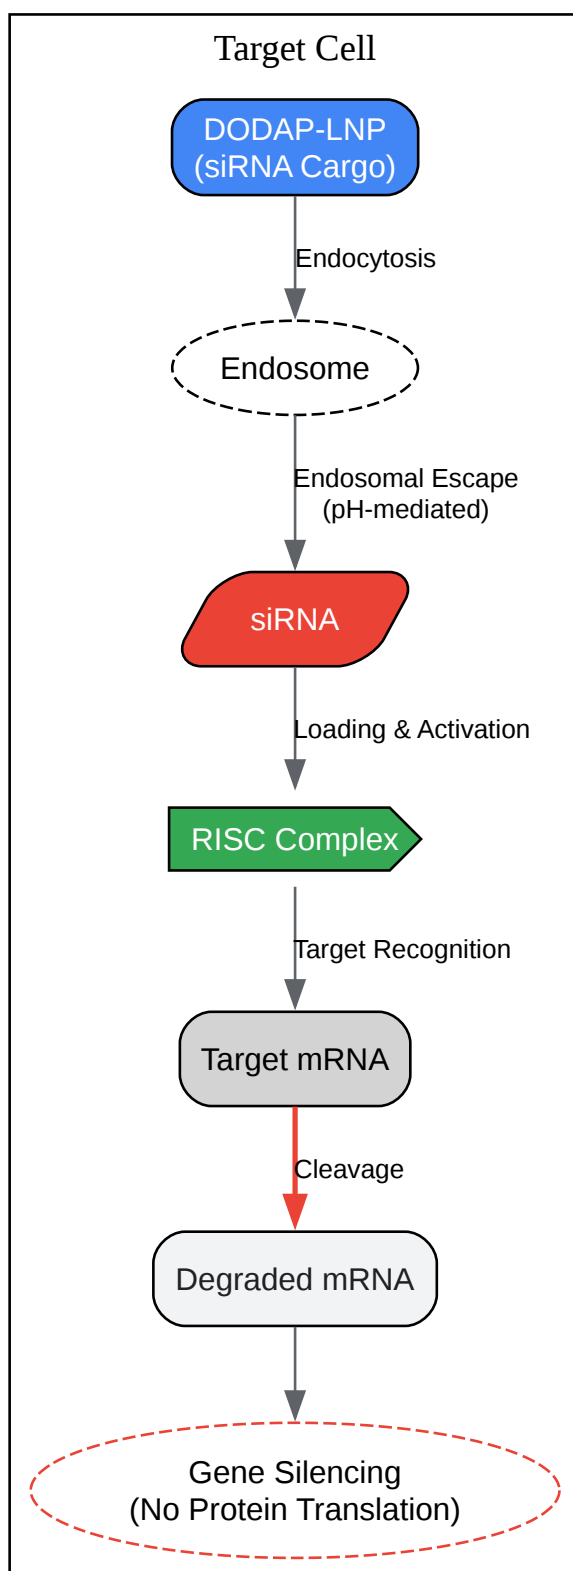 Target Cell
DODAP-LNP
(siRNA Cargo)
Endocytosis
Endosome
Endosomal Escape
(pH-mediated)
siRNA
Loading & Activation
RISC Complex
Target Recognition
Target mRNA
Cleavage
Degraded mRNA
Gene Silencing
(No Protein Translation)